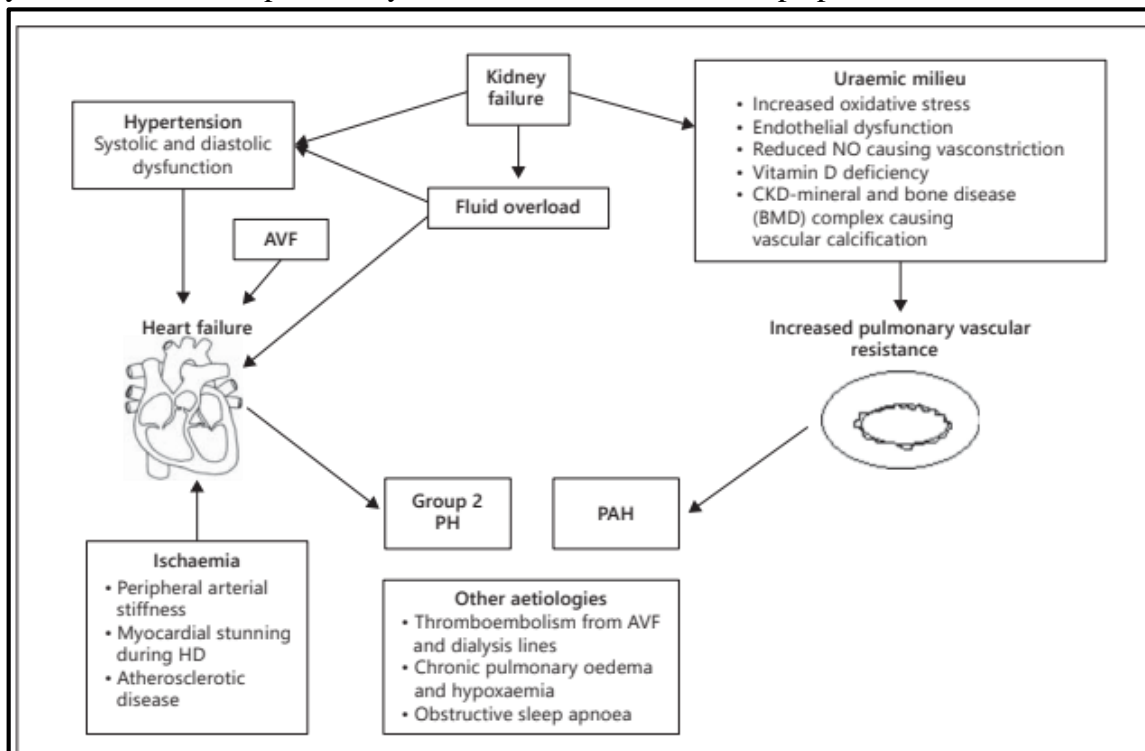 Kidney
failure
Hypertension
Systolic and diastolic
dysfunction
Uraemic milieu
• Increased oxidative stress
• Endothelial dysfunction
• Reduced NO causing vasconstriction
• Vitamin D deficiency
• CKD-mineral and bone disease
(BMD) complex causing
vascular calcification
Fluid overload
AVF
Heart failure
Increased pulmonary vascular
resistance
Group 2
PH
PAH
Ischaemia
• Peripheral arterial
stiffness
• Myocardial stunning
during HD
• Atherosclerotic
disease
Other aetiologies
• Thromboembolism from AVF
and dialysis lines
• Chronic pulmonary oedema
and hypoxaemia
• Obstructive sleep apnoea